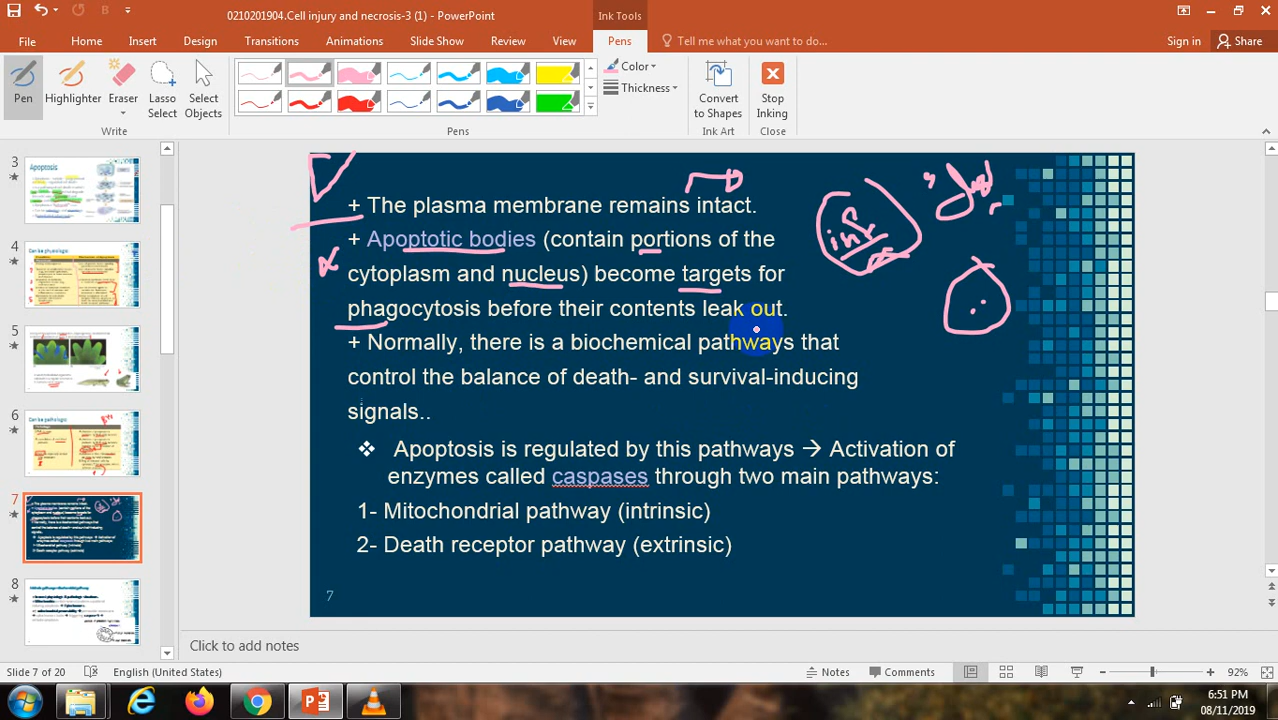 0210201904.Cell injury and necrosis-3 (1) - PowerPoint
Ink Tools
File
Home
Insert
Design
Transitions
Animations
Slide Show
Review
View
Pens
Tell me what you want to do...
Sign in
Share
Pen
Highlighter
Eraser
Lasso
Select
Select
Objects
Color
Thickness
Convert
to Shapes
Stop
Inking
Write
Pens
Ink Art
Close
3
Apoptosis
4
5
6
7
8
+ The plasma membrane remains intact.
+ Apoptotic bodies (contain portions of the
cytoplasm and nucleus) become targets for
phagocytosis before their contents leak out.
+ Normally, there is a biochemical pathways that
control the balance of death- and survival-inducing
signals..
❖ Apoptosis is regulated by this pathways → Activation of
enzymes called caspases through two main pathways:
1- Mitochondrial pathway (intrinsic)
2- Death receptor pathway (extrinsic)
7
Click to add notes
Slide 7 of 20
English (United States)
Notes
Comments
92%
6:51 PM
08/11/2019